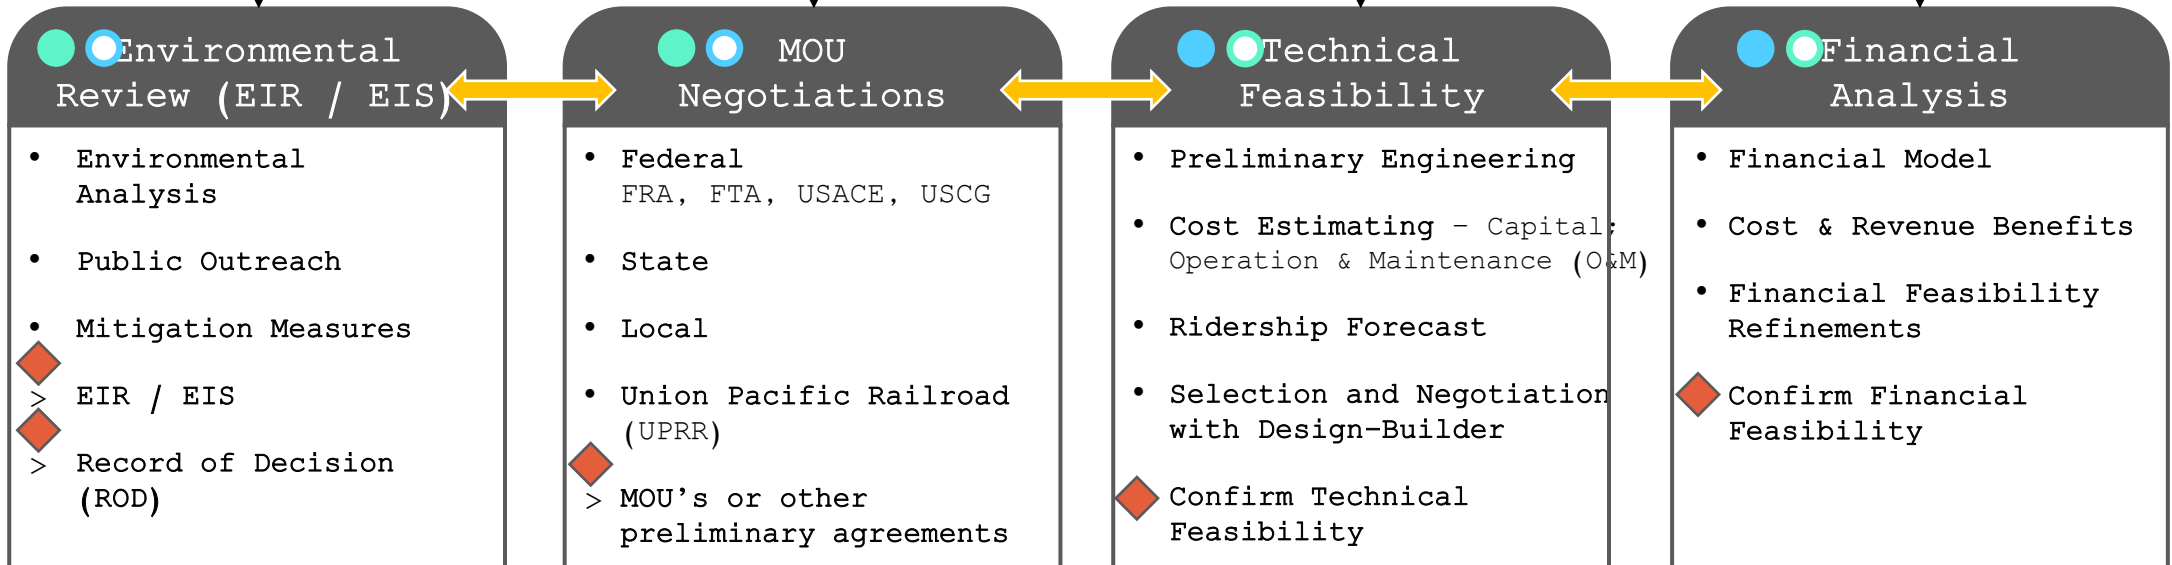 Environmental
Review (EIR / EIS)
• Environmental
Analysis
• Public Outreach
• Mitigation Measures
> EIR / EIS
> Record of Decision
(ROD)
MOU
Negotiations
• Federal
FRA, FTA, USACE, USCG
• State
• Local
• Union Pacific Railroad
(UPRR)
> MOU’s or other
preliminary agreements
Technical
Feasibility
• Preliminary Engineering
• Cost Estimating – Capital;
Operation & Maintenance (O&M)
• Ridership Forecast
• Selection and Negotiation
with Design-Builder
Confirm Technical
Feasibility
Financial
Analysis
• Financial Model
• Cost & Revenue Benefits
• Financial Feasibility
Refinements
Confirm Financial
Feasibility